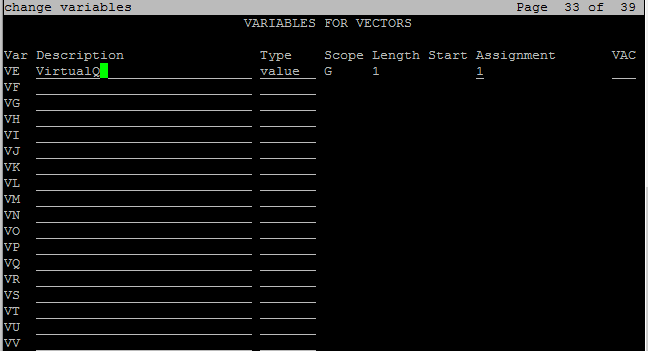 change variables Page 33 of 39
VARIABLES FOR VECTORS
Var Description Type Scope Length Start Assignment VAC
VE VirtualQ value G 1 1
VF
VG
VH
VI
VJ
VK
VL
VM
VN
VO
VP
VQ
VR
VS
VT
VU
VV